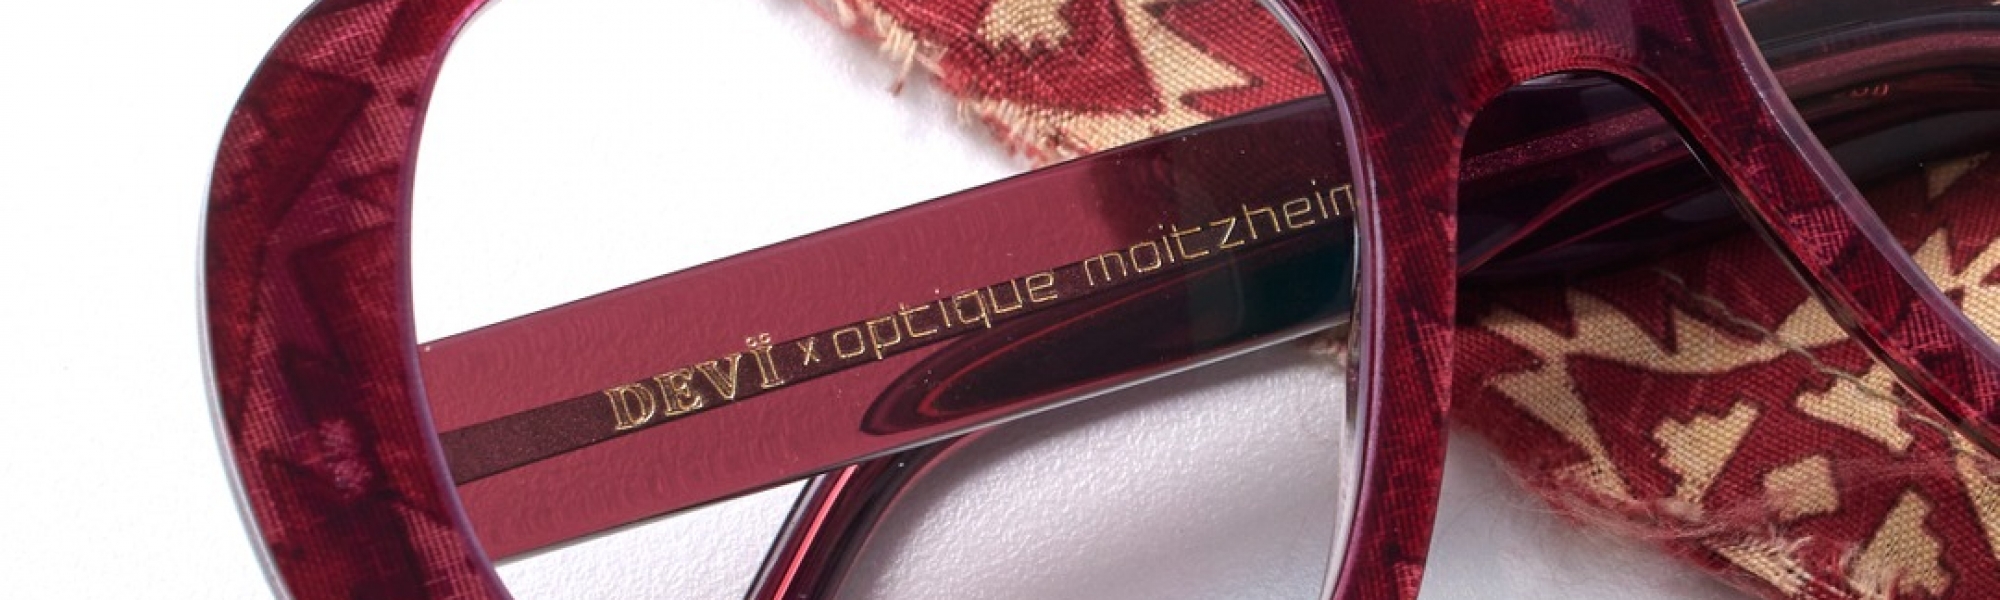 DEVÏ x optique moitzheim